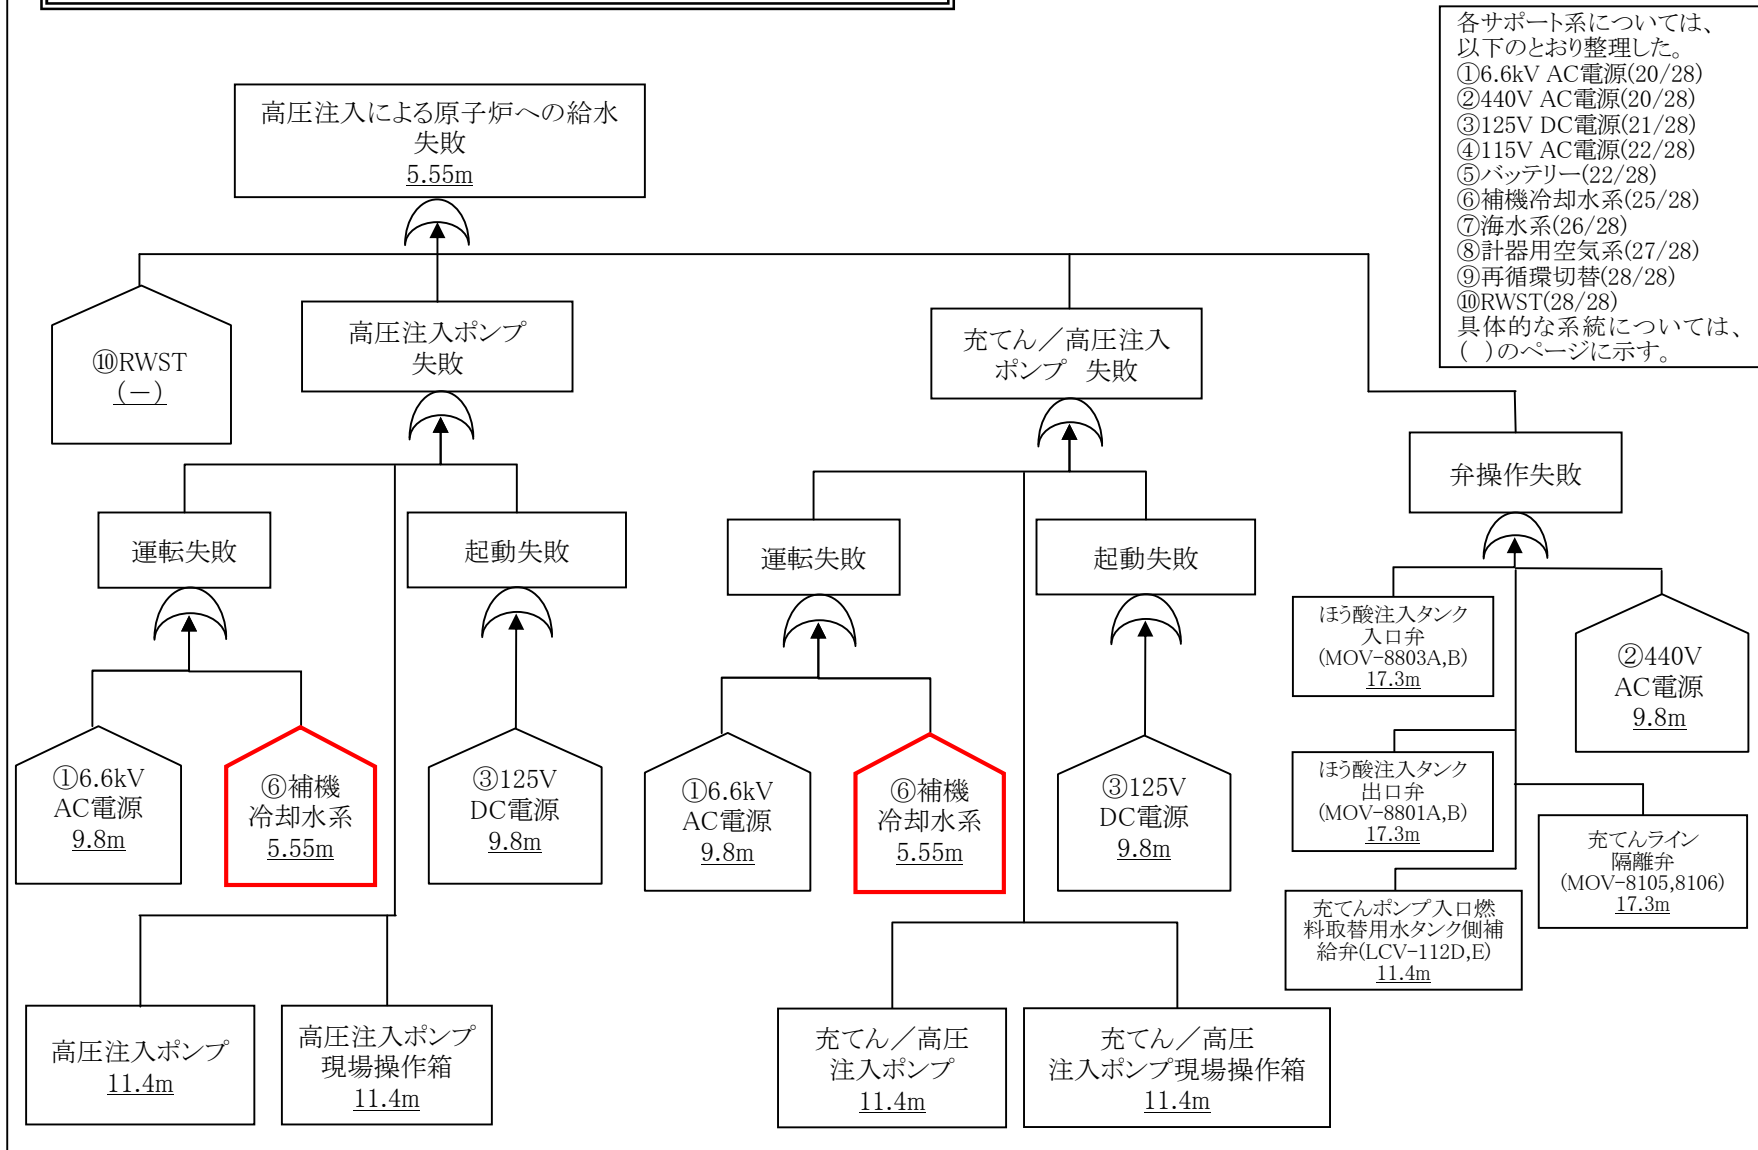 各サポート系については、
以下のとおり整理した。
①6.6kV AC電源(20/28)
②440V AC電源(20/28)
③125V DC電源(21/28)
④115V AC電源(22/28)
⑤バッテリー(22/28)
⑥補機冷却水系(25/28)
⑦海水系(26/28)
⑧計器用空気系(27/28)
⑨再循環切替(28/28)
⑩RWST(28/28)
具体的な系統については、
( )のページに示す。
高圧注入による原子炉への給水
失敗
5.55m
⑩RWST
(－)
高圧注入ポンプ
失敗
充てん／高圧注入
ポンプ 失敗
弁操作失敗
運転失敗
起動失敗
運転失敗
起動失敗
ほう酸注入タンク
入口弁
(MOV-8803A,B)
17.3m
②440V
AC電源
9.8m
①6.6kV
AC電源
9.8m
⑥補機
冷却水系
5.55m
③125V
DC電源
9.8m
①6.6kV
AC電源
9.8m
⑥補機
冷却水系
5.55m
③125V
DC電源
9.8m
ほう酸注入タンク
出口弁
(MOV-8801A,B)
17.3m
充てんライン
隔離弁
(MOV-8105,8106)
17.3m
充てんポンプ入口燃
料取替用水タンク側補
給弁(LCV-112D,E)
11.4m
高圧注入ポンプ
11.4m
高圧注入ポンプ
現場操作箱
11.4m
充てん／高圧
注入ポンプ
11.4m
充てん／高圧
注入ポンプ現場操作箱
11.4m